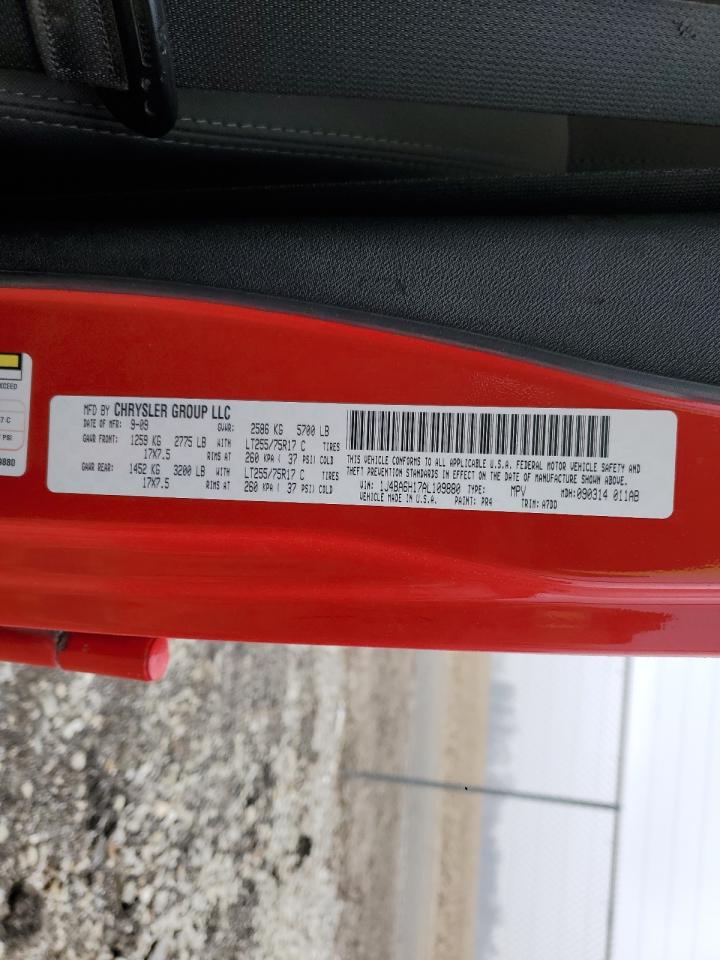 XCEED
7 C
PSI
9880
MFD BY CHRYSLER GROUP LLC
DATE OF MFR: 9-09 GVWR: 2586 KG 5700 LB
GAWR FRONT: 1259 KG 2775 LB WITH LT255/75R17 C TIRES
17X7.5 RIMS AT 260 KPA ( 37 PSI) COLD
GAWR REAR: 1452 KG 3200 LB WITH LT255/75R17 C TIRES
17X7.5 RIMS AT 260 KPA ( 37 PSI) COLD
THIS VEHICLE CONFORMS TO ALL APPLICABLE U.S.A. FEDERAL MOTOR VEHICLE SAFETY AND
THEFT PREVENTION STANDARDS IN EFFECT ON THE DATE OF MANUFACTURE SHOWN ABOVE.
VIN: 1J4BA6H17AL109880 TYPE: MPV MDH: 090314 011AB
VEHICLE MADE IN U.S.A. PAINT: PR4 TRIM: A7DD